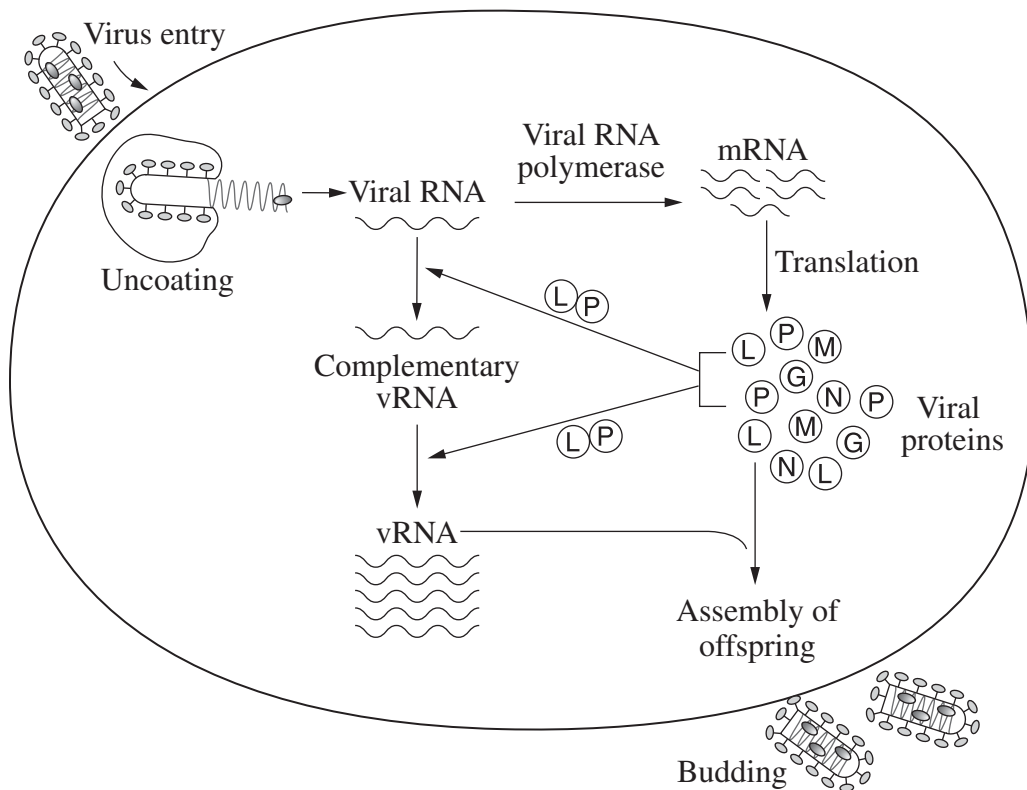 Virus entry
Viral RNA
polymerase
mRNA
Viral RNA
Uncoating
Translation
L P
L P M
G
P N P
L M G
N L
Viral
proteins
Complementary
vRNA
L P
vRNA
Assembly of
offspring
Budding